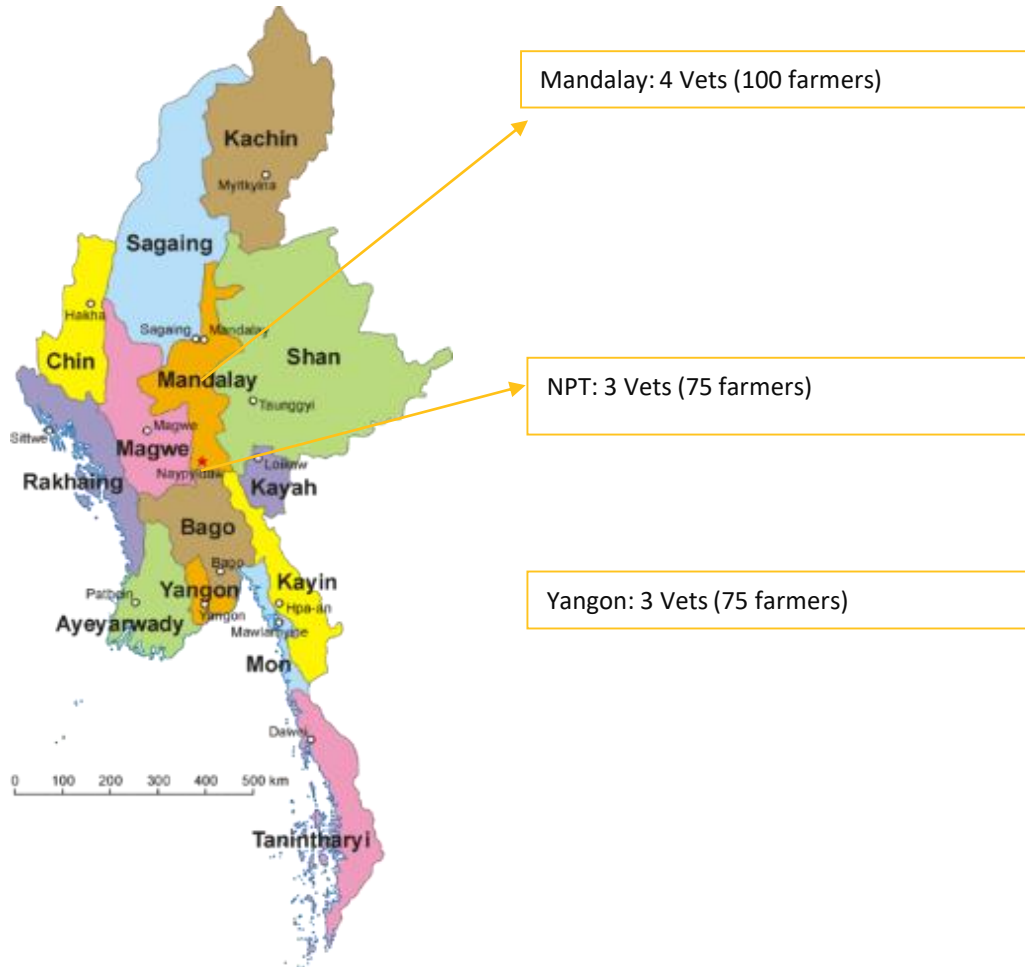 Mandalay: 4 Vets (100 farmers)
Kachin
Myitkyina
Sagaing
Hakha
Sagaing
Mandalay
Chin
Shan
Mandalay
NPT: 3 Vets (75 farmers)
Taunggyi
Sittwe
Magwe
Magwe
Loikaw
Naypyidaw
Rakhaing
Kayah
Bago
Bago
Yangon
Kayin
Yangon: 3 Vets (75 farmers)
Pathein
Yangon
Hpa-an
Ayeyarwady
Mawlamyine
Mon
Dawei
0 100 200 300 400 500 km
Tanintharyi